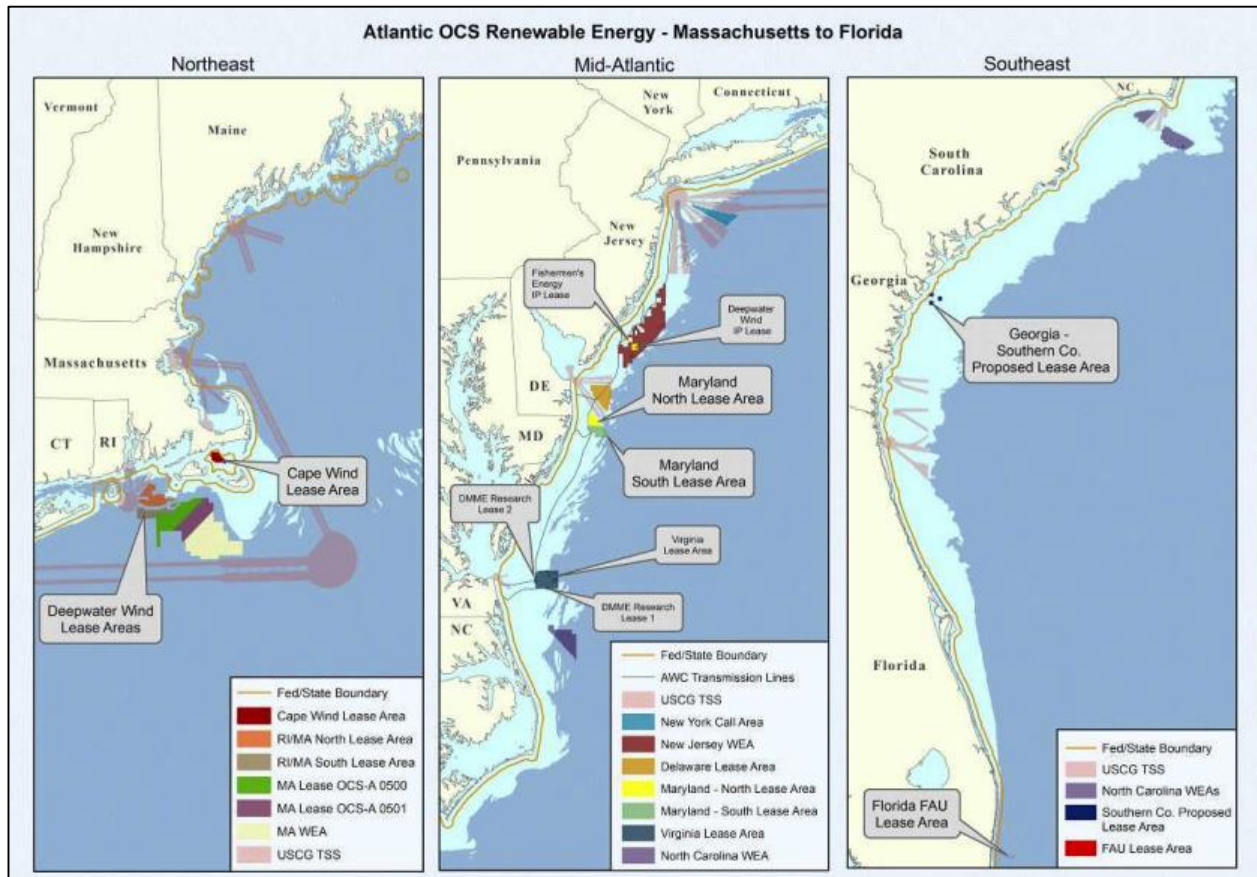 Atlantic OCS Renewable Energy - Massachusetts to Florida
Northeast
Vermont
Maine
New
Hampshire
Massachusetts
CT
RI
Cape Wind
Lease Area
Deepwater Wind
Lease Areas
Fed/State Boundary
Cape Wind Lease Area
RI/MA North Lease Area
RI/MA South Lease Area
MA Lease OCS-A 0500
MA Lease OCS-A 0501
MA WEA
USCG TSS
Mid-Atlantic
New
York
Connecticut
Pennsylvania
New
Jersey
Fishermen's
Energy
IP Lease
Deepwater
Wind
IP Lease
DE
Maryland
North Lease Area
MD
Maryland
South Lease Area
DMME Research
Lease 2
Virginia
Lease Area
VA
DMME Research
Lease 1
NC
Fed/State Boundary
AWC Transmission Lines
USCG TSS
New York Call Area
New Jersey WEA
Delaware Lease Area
Maryland - North Lease Area
Maryland - South Lease Area
Virginia Lease Area
North Carolina WEA
Southeast
NC
South
Carolina
Georgia
Georgia -
Southern Co.
Proposed Lease Area
Florida
Florida FAU
Lease Area
Fed/State Boundary
USCG TSS
North Carolina WEAs
Southern Co. Proposed
Lease Area
FAU Lease Area